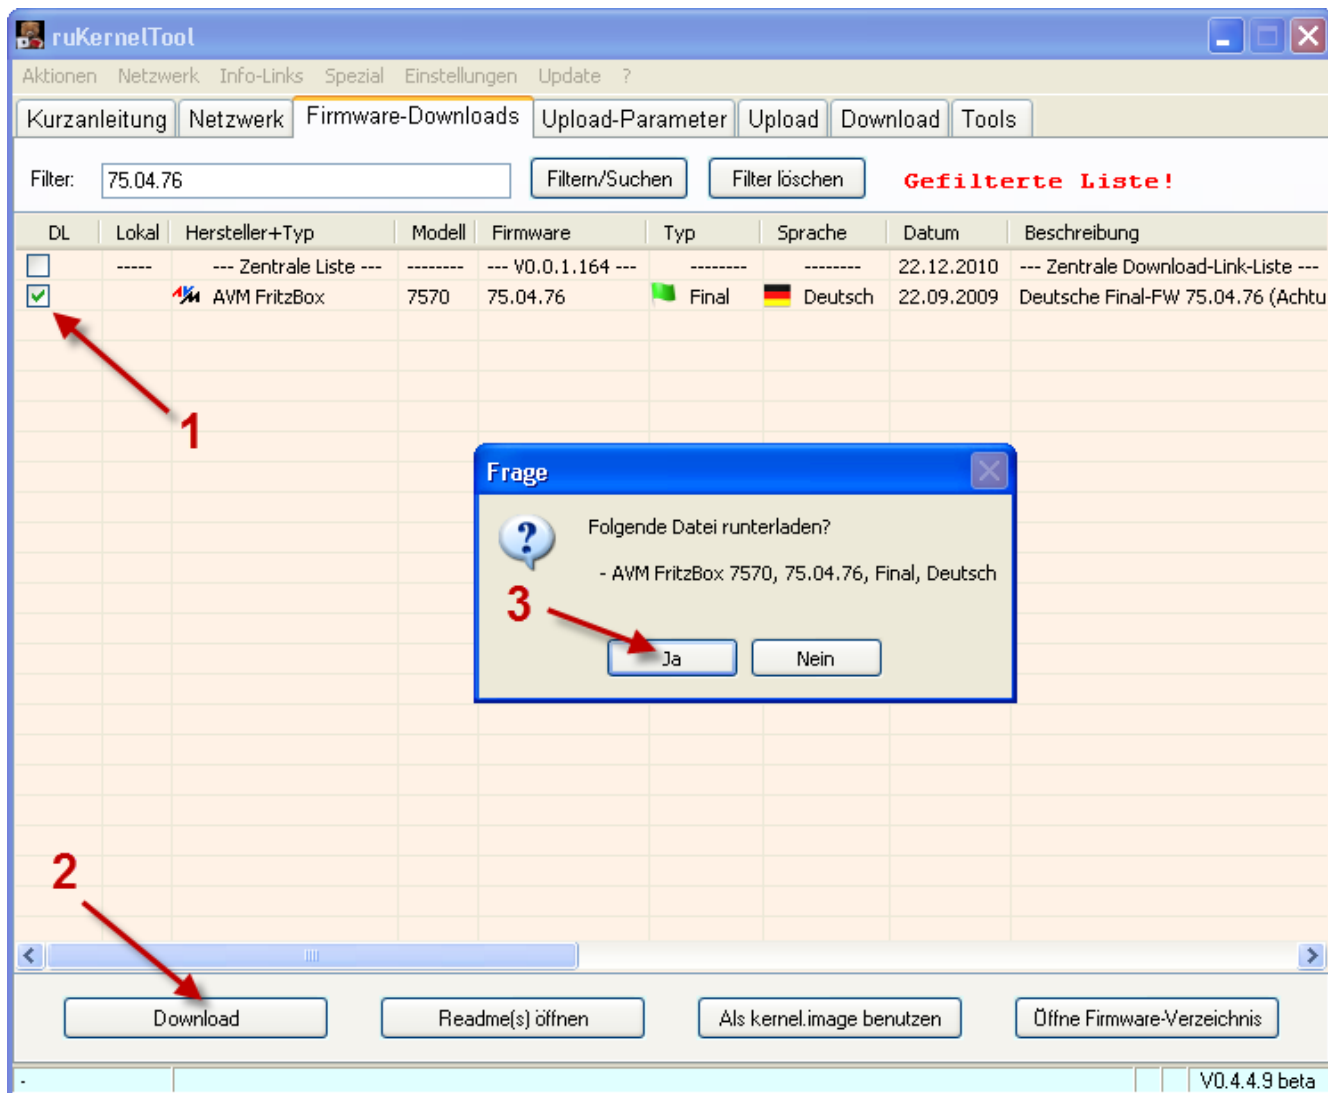 ruKernelTool
Aktionen Netzwerk Info-Links Spezial Einstellungen Update ?
Kurzanleitung Netzwerk Firmware-Downloads Upload-Parameter Upload Download Tools
Filter: 75.04.76 Filtern/Suchen Filter löschen Gefilterte Liste!
DL Lokal Hersteller+Typ Modell Firmware Typ Sprache Datum Beschreibung
----- --- Zentrale Liste --- -------- --- V0.0.1.164 --- -------- -------- 22.12.2010 --- Zentrale Download-Link-Liste ---
AVM FritzBox 7570 75.04.76 Final Deutsch 22.09.2009 Deutsche Final-FW 75.04.76 (Achtu
1
Frage
Folgende Datei runterladen?
- AVM FritzBox 7570, 75.04.76, Final, Deutsch
3
Ja Nein
2
Download Readme(s) öffnen Als kernel.image benutzen Öffne Firmware-Verzeichnis
- V0.4.4.9 beta